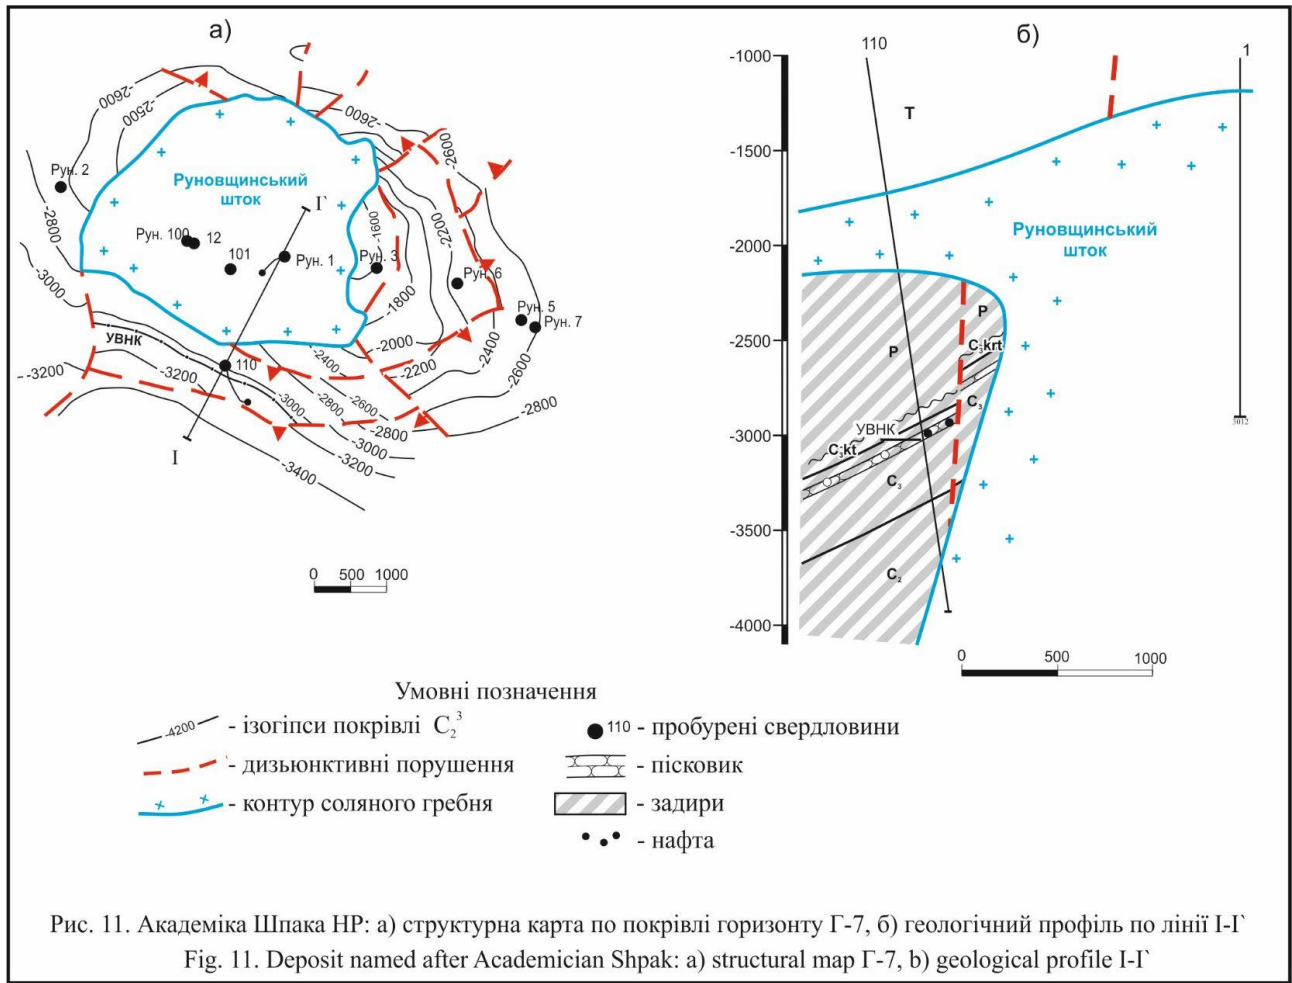 а)
-2600
-2500
-2600
-2600
Рун. 2
Руновщинський
шток
I`
-2800
-1600
-2200
Рун. 100
12
101
Рун. 1
Рун. 3
Рун. 6
-3000
-1800
Рун. 5
Рун. 7
УВНК
-2000
-2400
-2400
-2200
-2600
110
-3200
-3200
-3000
-2800
-2600
-2800
-2800
-3000
-3200
-3400
I
0 500 1000
б)
110
1
-1000
T
-1500
Руновщинський
шток
-2000
P
-2500
P
C₃krt
C₃
УВНК
-3000
C₃kt
C₃
-3500
C₂
-4000
3012
0 500 1000
Умовні позначення
-4200 - ізогіпси покрівлі C₂³
- дизьюнктивні порушення
- контур соляного гребня
110 - пробурені свердловини
- пісковик
- задири
- нафта
Рис. 11. Академіка Шпака НР: а) структурна карта по покрівлі горизонту Г-7, б) геологічний профіль по лінії І-І`
Fig. 11. Deposit named after Academician Shpak: a) structural map Г-7, b) geological profile I-I`